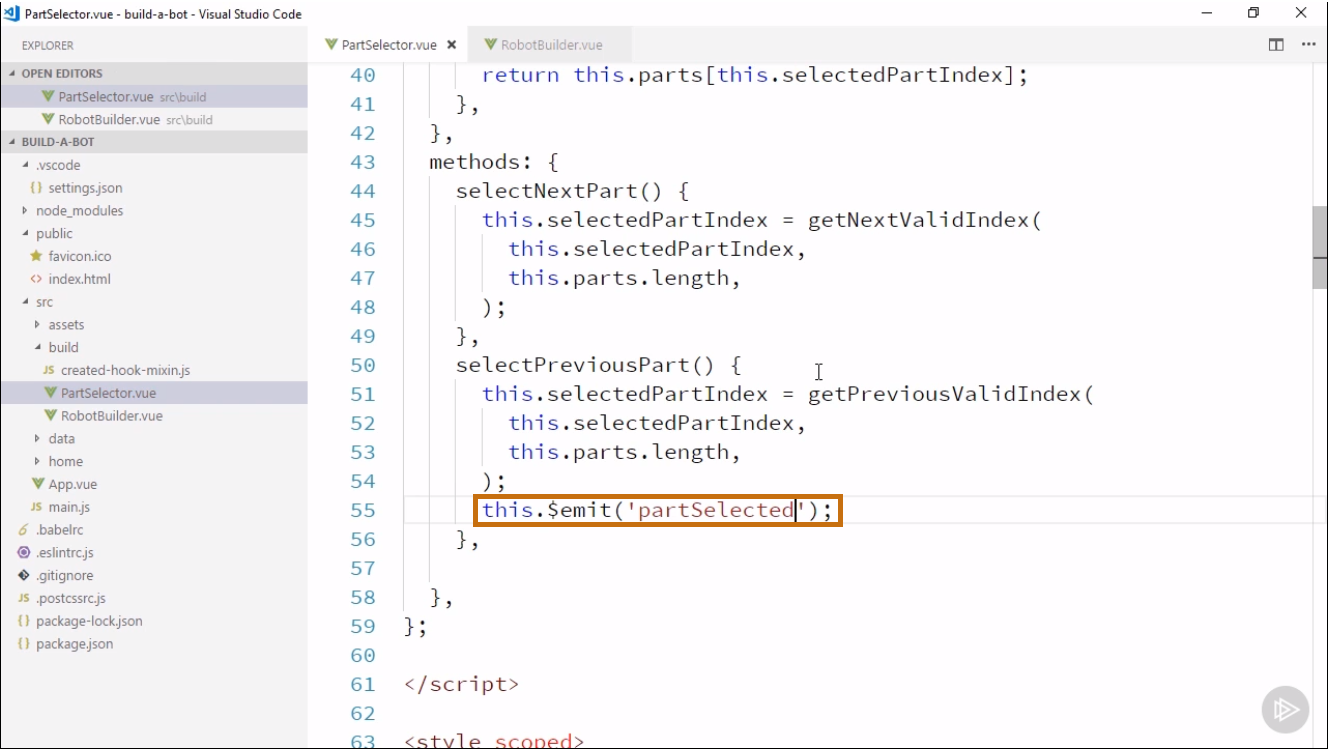 PartSelector.vue - build-a-bot - Visual Studio Code
EXPLORER
OPEN EDITORS
PartSelector.vue src\build
RobotBuilder.vue src\build
BUILD-A-BOT
.vscode
{} settings.json
node_modules
public
favicon.ico
<> index.html
src
assets
build
JS created-hook-mixin.js
PartSelector.vue
RobotBuilder.vue
data
home
App.vue
JS main.js
6 .babelrc
.eslintrc.js
.gitignore
JS .postcssrc.js
{} package-lock.json
{} package.json
PartSelector.vue
RobotBuilder.vue
40 return this.parts[this.selectedPartIndex];
41 },
42 },
43 methods: {
44 selectNextPart() {
45 this.selectedPartIndex = getNextValidIndex(
46 this.selectedPartIndex,
47 this.parts.length,
48 );
49 },
50 selectPreviousPart() {
51 this.selectedPartIndex = getPreviousValidIndex(
52 this.selectedPartIndex,
53 this.parts.length,
54 );
55 this.$emit('partSelected');
56 },
57
58 },
59 };
60
61 </script>
62
63 <style scoped>